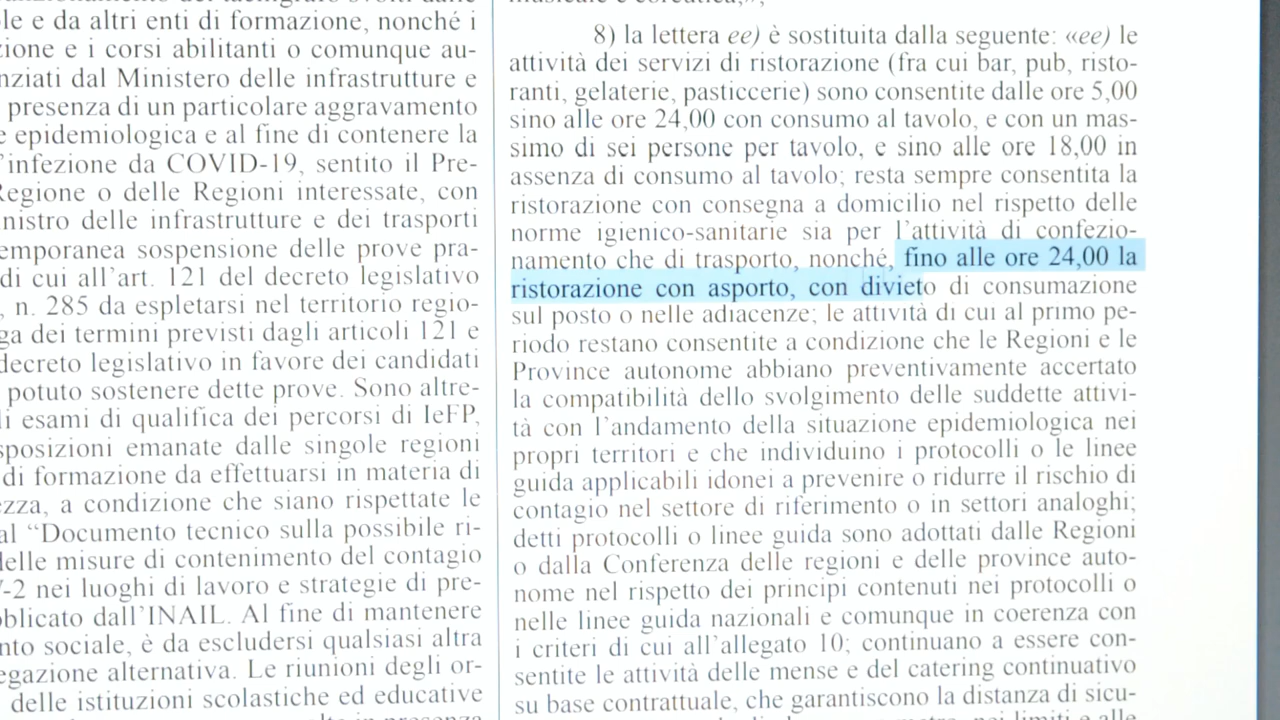 le e da altri enti di formazione, nonché i
zione e i corsi abilitanti o comunque au-
nziati dal Ministero delle infrastrutture e
presenza di un particolare aggravamento
e epidemiologica e al fine di contenere la
l'infezione da COVID-19, sentito il Pre-
Regione o delle Regioni interessate, con
nistro delle infrastrutture e dei trasporti
emporanea sospensione delle prove pra-
di cui all'art. 121 del decreto legislativo
, n. 285 da espletarsi nel territorio regio-
ga dei termini previsti dagli articoli 121 e
decreto legislativo in favore dei candidati
potuto sostenere dette prove. Sono altre-
li esami di qualifica dei percorsi di IeFP,
sposizioni emanate dalle singole regioni
di formazione da effettuarsi in materia di
ezza, a condizione che siano rispettate le
al “Documento tecnico sulla possibile ri-
delle misure di contenimento del contagio
-2 nei luoghi di lavoro e strategie di pre-
bblicato dall'INAIL. Al fine di mantenere
nto sociale, è da escludersi qualsiasi altra
egazione alternativa. Le riunioni degli or-
delle istituzioni scolastiche ed educative
8) la lettera ee) è sostituita dalla seguente: «ee) le
attività dei servizi di ristorazione (fra cui bar, pub, risto-
ranti, gelaterie, pasticcerie) sono consentite dalle ore 5,00
sino alle ore 24,00 con consumo al tavolo, e con un mas-
simo di sei persone per tavolo, e sino alle ore 18,00 in
assenza di consumo al tavolo; resta sempre consentita la
ristorazione con consegna a domicilio nel rispetto delle
norme igienico-sanitarie sia per l'attività di confezio-
namento che di trasporto, nonché, fino alle ore 24,00 la
ristorazione con asporto, con divieto di consumazione
sul posto o nelle adiacenze; le attività di cui al primo pe-
riodo restano consentite a condizione che le Regioni e le
Province autonome abbiano preventivamente accertato
la compatibilità dello svolgimento delle suddette attivi-
tà con l'andamento della situazione epidemiologica nei
propri territori e che individuino i protocolli o le linee
guida applicabili idonei a prevenire o ridurre il rischio di
contagio nel settore di riferimento o in settori analoghi;
detti protocolli o linee guida sono adottati dalle Regioni
o dalla Conferenza delle regioni e delle province auto-
nome nel rispetto dei principi contenuti nei protocolli o
nelle linee guida nazionali e comunque in coerenza con
i criteri di cui all'allegato 10; continuano a essere con-
sentite le attività delle mense e del catering continuativo
su base contrattuale, che garantiscono la distanza di sicu-